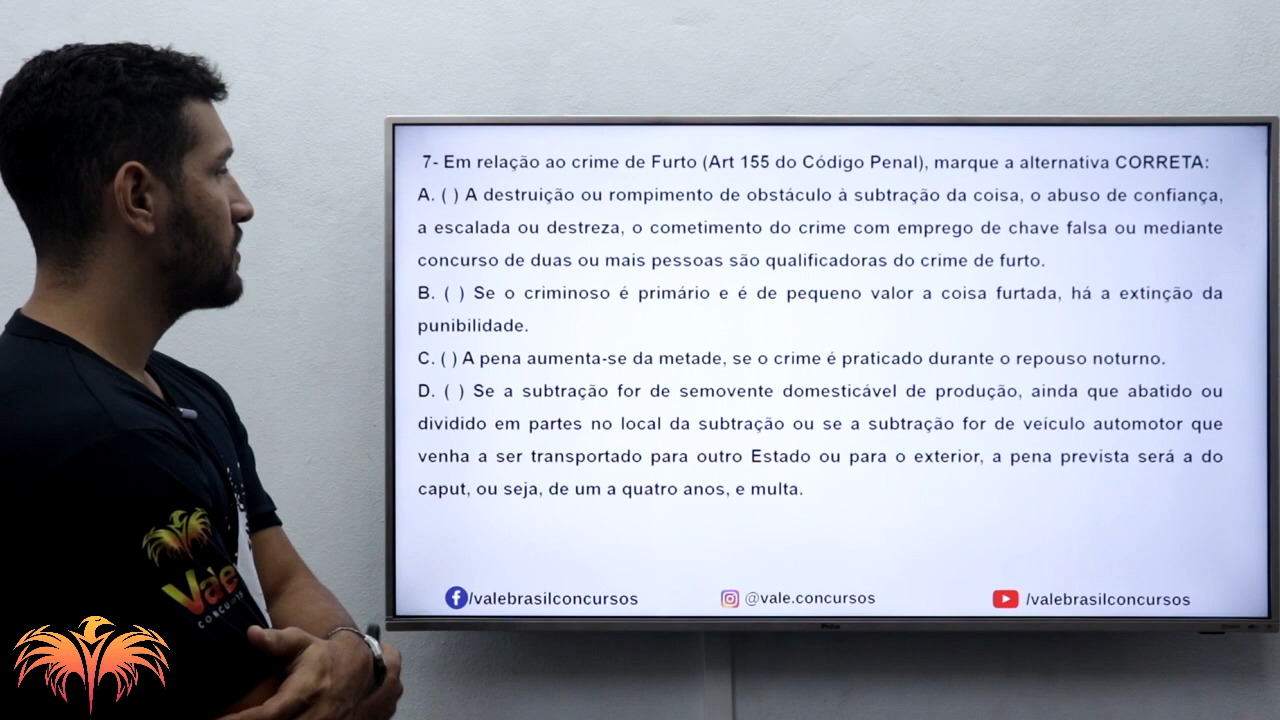 7- Em relação ao crime de Furto (Art 155 do Código Penal), marque a alternativa CORRETA:
A. ( ) A destruição ou rompimento de obstáculo à subtração da coisa, o abuso de confiança,
a escalada ou destreza, o cometimento do crime com emprego de chave falsa ou mediante
concurso de duas ou mais pessoas são qualificadoras do crime de furto.
B. ( ) Se o criminoso é primário e é de pequeno valor a coisa furtada, há a extinção da
punibilidade.
C. ( ) A pena aumenta-se da metade, se o crime é praticado durante o repouso noturno.
D. ( ) Se a subtração for de semovente domesticável de produção, ainda que abatido ou
dividido em partes no local da subtração ou se a subtração for de veículo automotor que
venha a ser transportado para outro Estado ou para o exterior, a pena prevista será a do
caput, ou seja, de um a quatro anos, e multa.
/valebrasilconcursos @vale.concursos /valebrasilconcursos
Vale
CONCURSOS